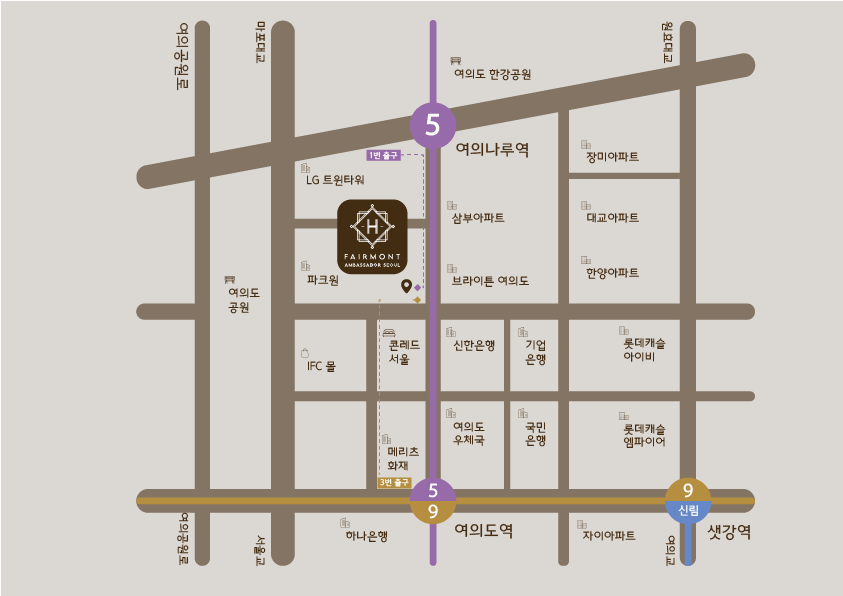 여의공원로
마포대교
원효대교
여의도 한강공원
5
여의나루역
1번 출구
장미아파트
LG 트윈타워
H
FAIRMONT
AMBASSADOR SEOUL
삼부아파트
대교아파트
파크원
브라이튼 여의도
한양아파트
여의도
공원
콘래드
서울
신한은행
기업
은행
롯데캐슬
아이비
IFC 몰
여의도
우체국
국민
은행
롯데캐슬
엠파이어
메리츠
화재
3번 출구
5
9
9
신림
여의공원로
서울교
하나은행
여의도역
자이아파트
여의교
샛강역